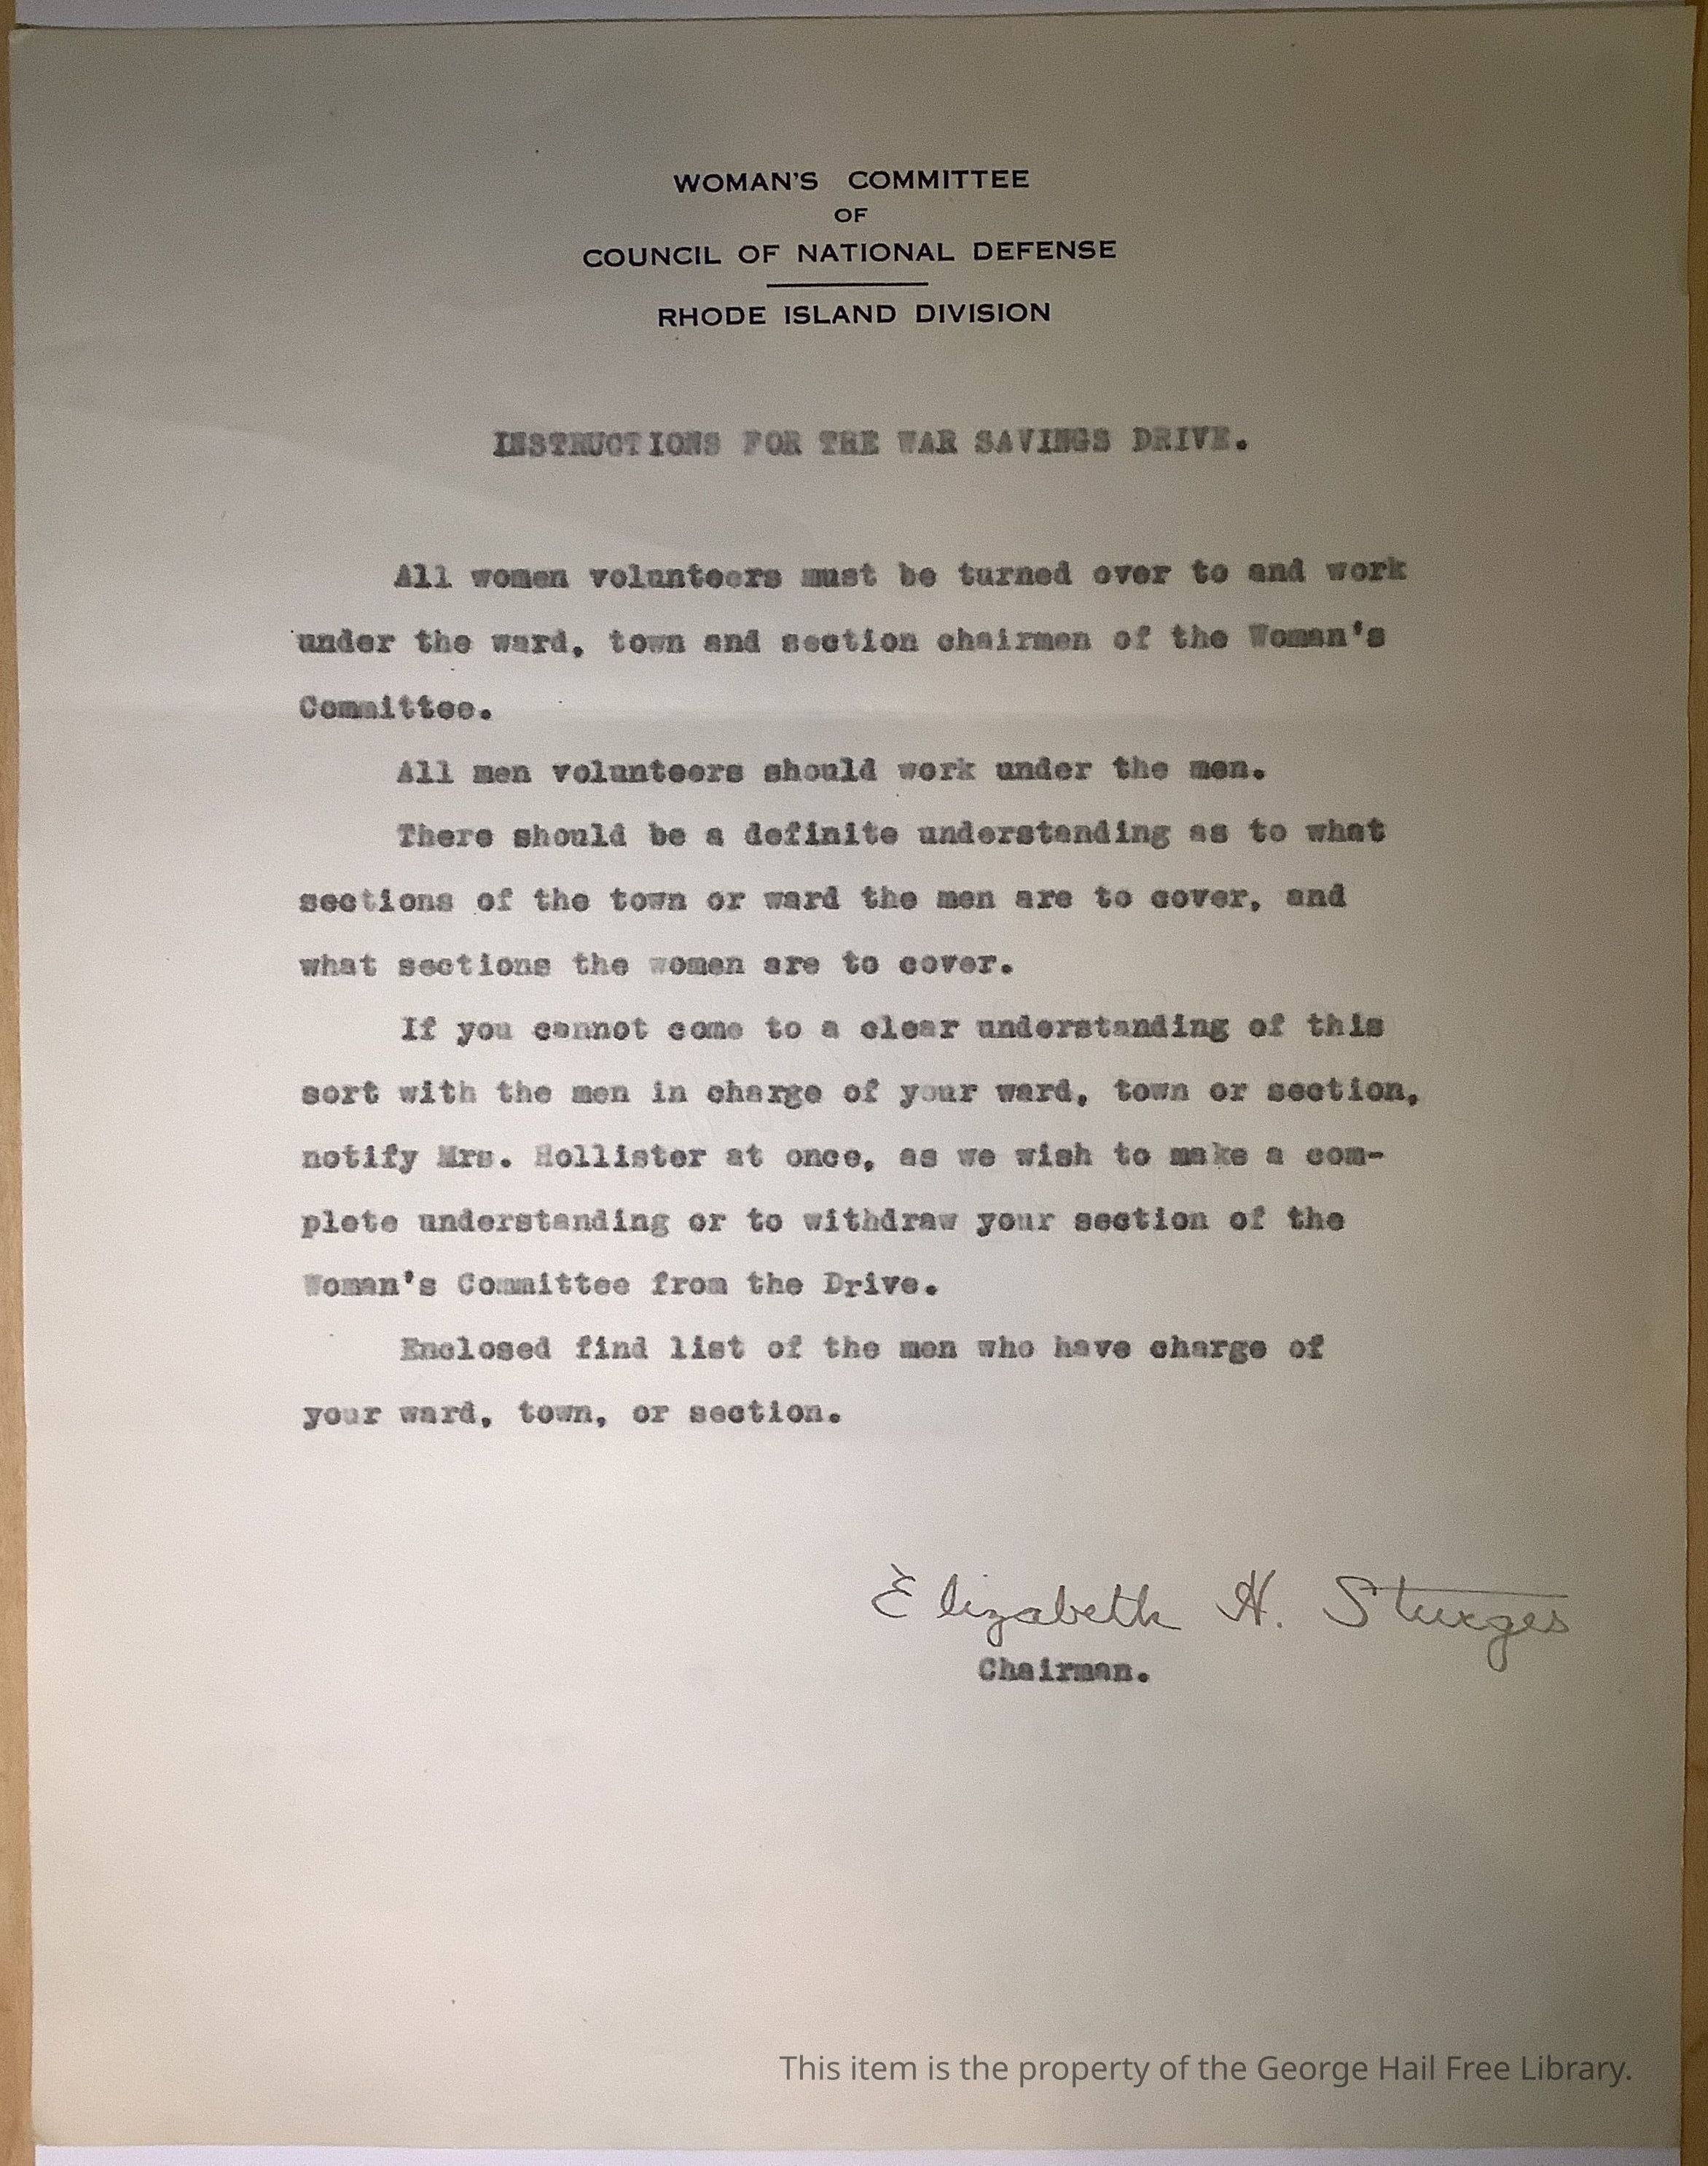 WOMAN'S COMMITTEE
OF
COUNCIL OF NATIONAL DEFENSE
RHODE ISLAND DIVISION
INSTRUCTIONS FOR THE WAR SAVINGS DRIVE.
All women volunteers must be turned over to and work
under the ward, town and section chairmen of the Woman's
Committee.
All men volunteers should work under the men.
There should be a definite understanding as to what
sections of the town or ward the men are to cover, and
what sections the women are to cover.
If you cannot come to a clear understanding of this
sort with the men in charge of your ward, town or section,
notify Mrs. Hollister at once, as we wish to make a com-
plete understanding or to withdraw your section of the
Woman's Committee from the Drive.
Enclosed find list of the men who have charge of
your ward, town, or section.
Elizabeth H. Sturges
Chairman.
This item is the property of the George Hail Free Library.